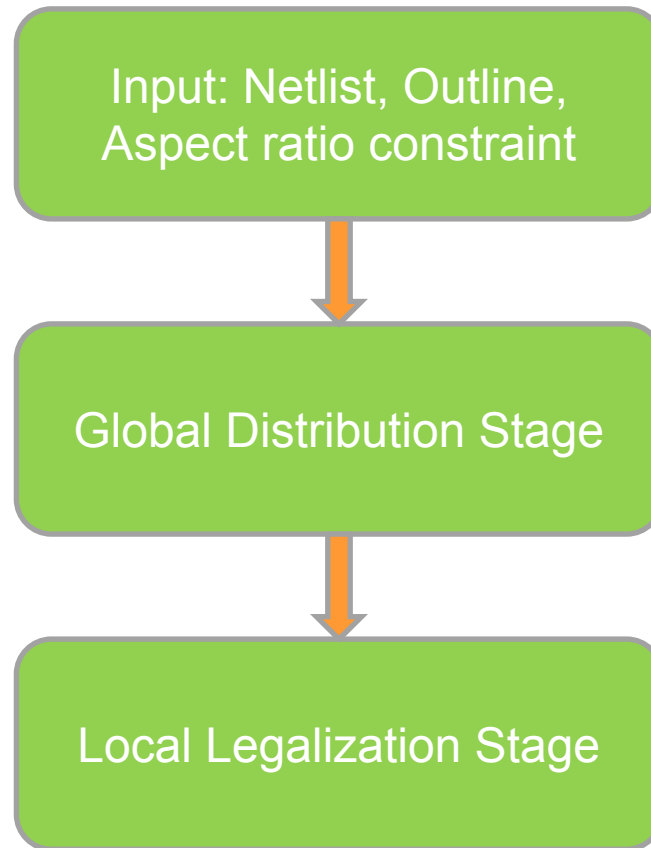 Input: Netlist, Outline,
Aspect ratio constraint
Global Distribution Stage
Local Legalization Stage